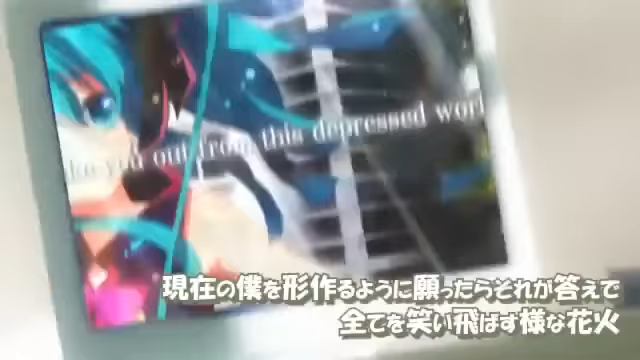 ke you out from this depressed worl
現在の僕を形作るように願ったらそれが答えで
全てを笑い飛ばす様な花火